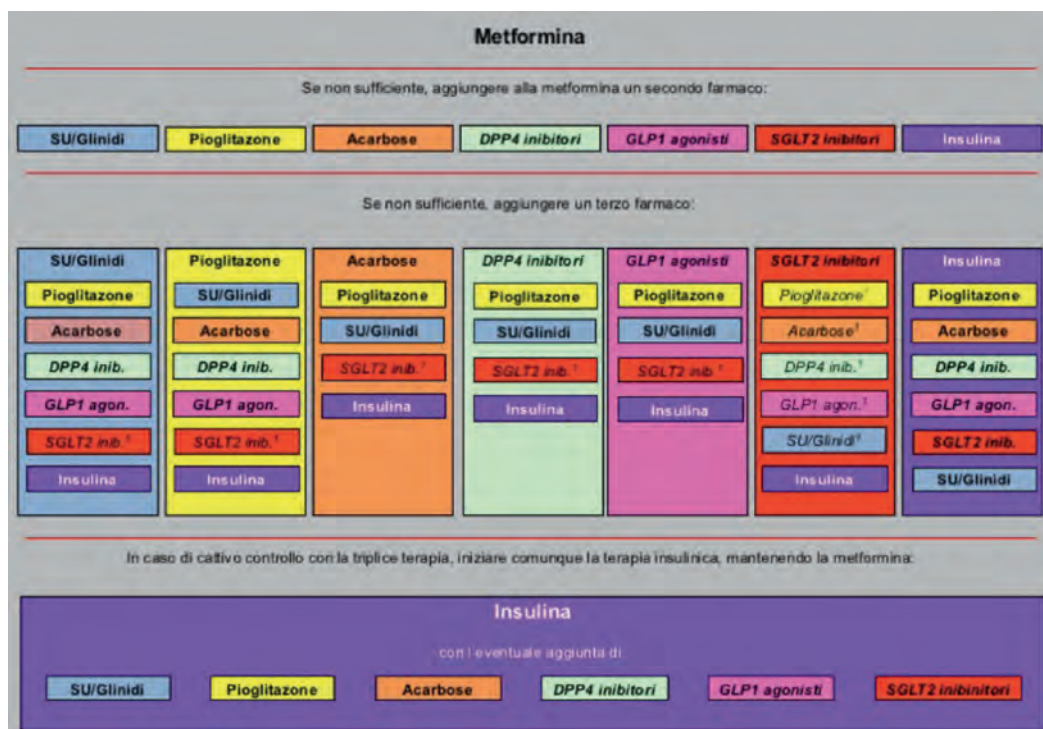 Metformina
Se non sufficiente, aggiungere alla metformina un secondo farmaco:
SU/Glinidi
Pioglitazone
Acarbose
DPP4 inibitori
GLP1 agonisti
SGLT2 inibitori
Insulina
Se non sufficiente, aggiungere un terzo farmaco:
SU/Glinidi
Pioglitazone
Acarbose
DPP4 inib.
GLP1 agon.
SGLT2 inib.
Insulina
Pioglitazone
SU/Glinidi
Acarbose
DPP4 inib.
GLP1 agon.
SGLT2 inib.
Insulina
Acarbose
Pioglitazone
SU/Glinidi
SGLT2 inib.
Insulina
DPP4 inibitori
Pioglitazone
SU/Glinidi
SGLT2 inib.
Insulina
GLP1 agonisti
Pioglitazone
SU/Glinidi
SGLT2 inib.
Insulina
SGLT2 inibitori
Pioglitazone
Acarbose
DPP4 inib.
GLP1 agon.
SU/Glinidi
Insulina
Insulina
Pioglitazone
Acarbose
DPP4 inib.
GLP1 agon.
SGLT2 inib.
SU/Glinidi
In caso di cattivo controllo con la triplice terapia, iniziare comunque la terapia insulinica, mantenendo la metformina:
Insulina
con l eventuale aggiunta di
SU/Glinidi
Pioglitazone
Acarbose
DPP4 inibitori
GLP1 agonisti
SGLT2 inibinitori